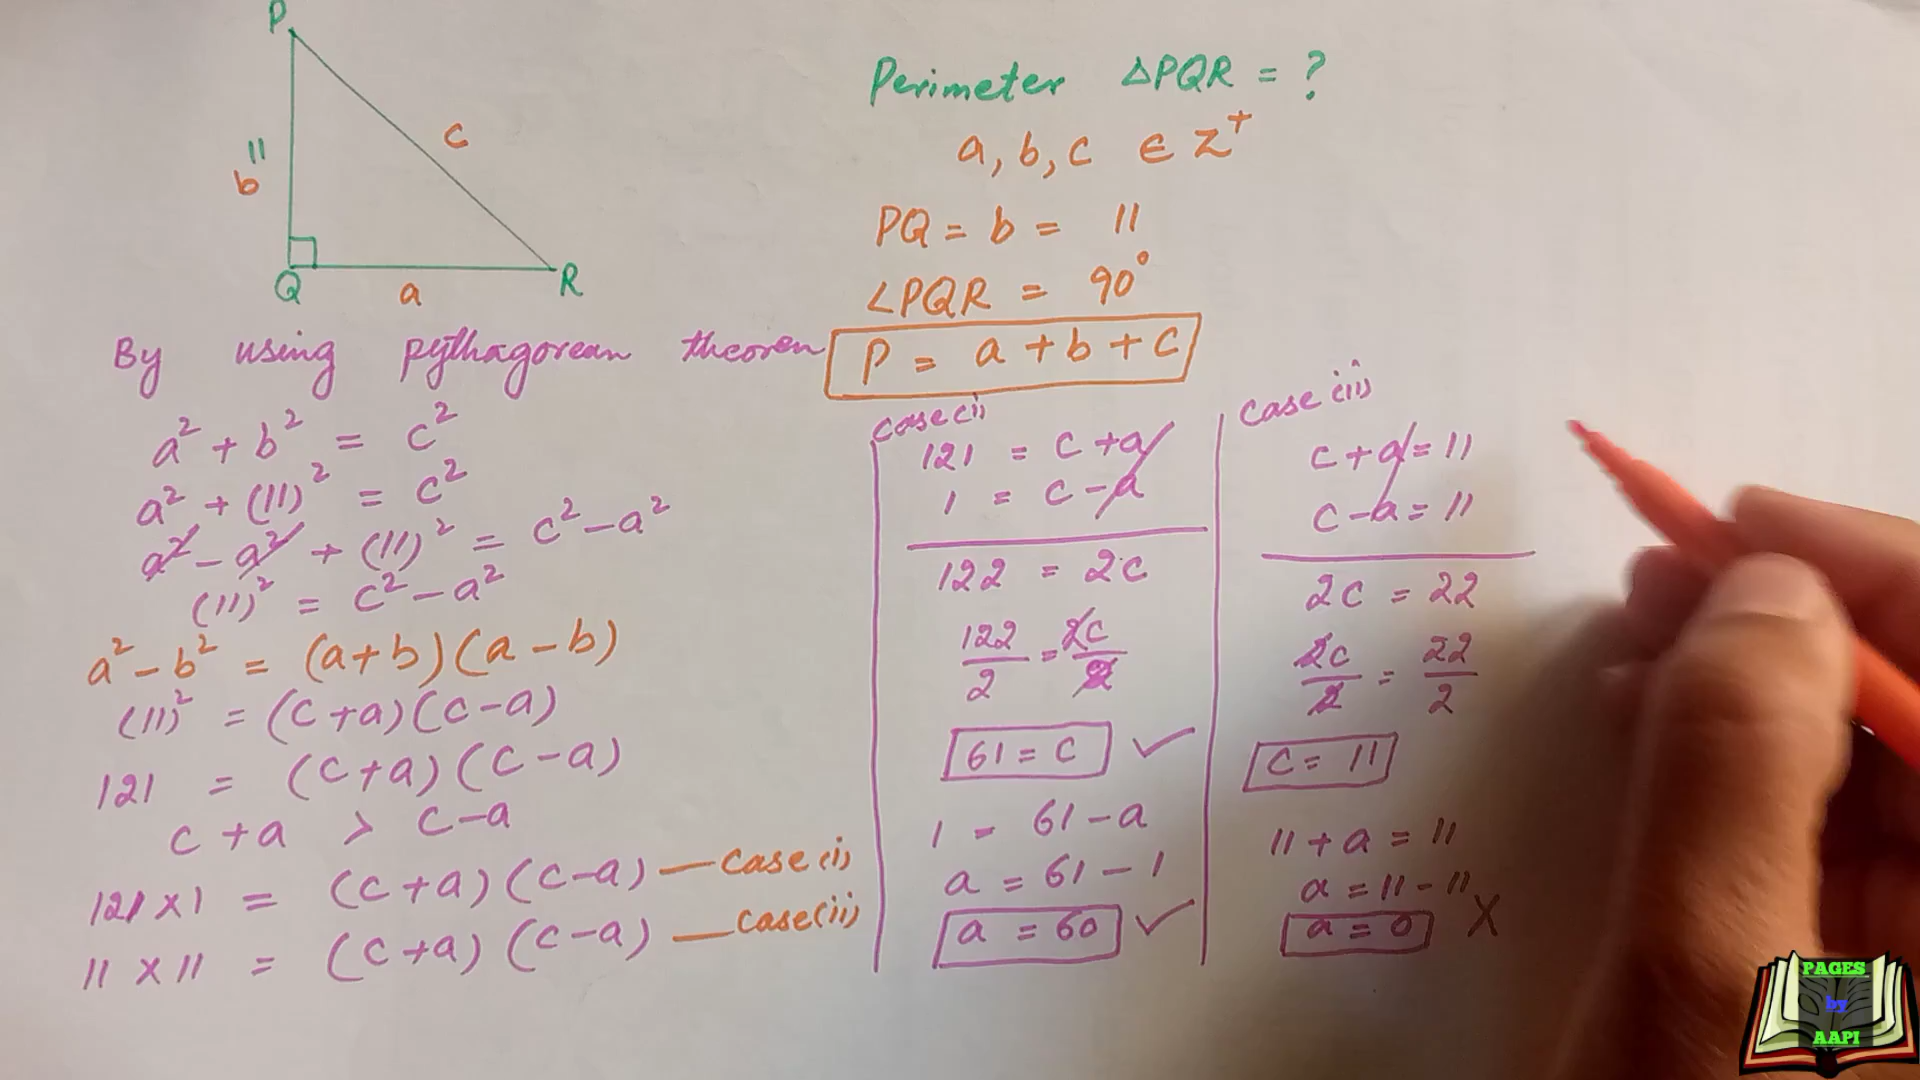 P
c
11
b
Q
a
R
Perimeter △PQR = ?
a, b, c ∈ Z⁺
PQ = b = 11
∠PQR = 90°
P = a + b + c
By using pythagorean theorem
a² + b² = c²
a² + (11)² = c²
a² - a² + (11)² = c² - a²
(11)² = c² - a²
a² - b² = (a+b)(a-b)
(11)² = (c+a)(c-a)
121 = (c+a)(c-a)
c + a > c - a
121 x 1 = (c+a)(c-a) — case(i)
11 x 11 = (c+a)(c-a) — case(ii)
case(i)
121 = c + a
1 = c - a
122 = 2c
122/2 = 2c/2
61 = c ✓
1 = 61 - a
a = 61 - 1
a = 60 ✓
case(ii)
c + a = 11
c - a = 11
2c = 22
2c/2 = 22/2
c = 11
11 + a = 11
a = 11 - 11
a = 0 X
PAGES
by
AAPI